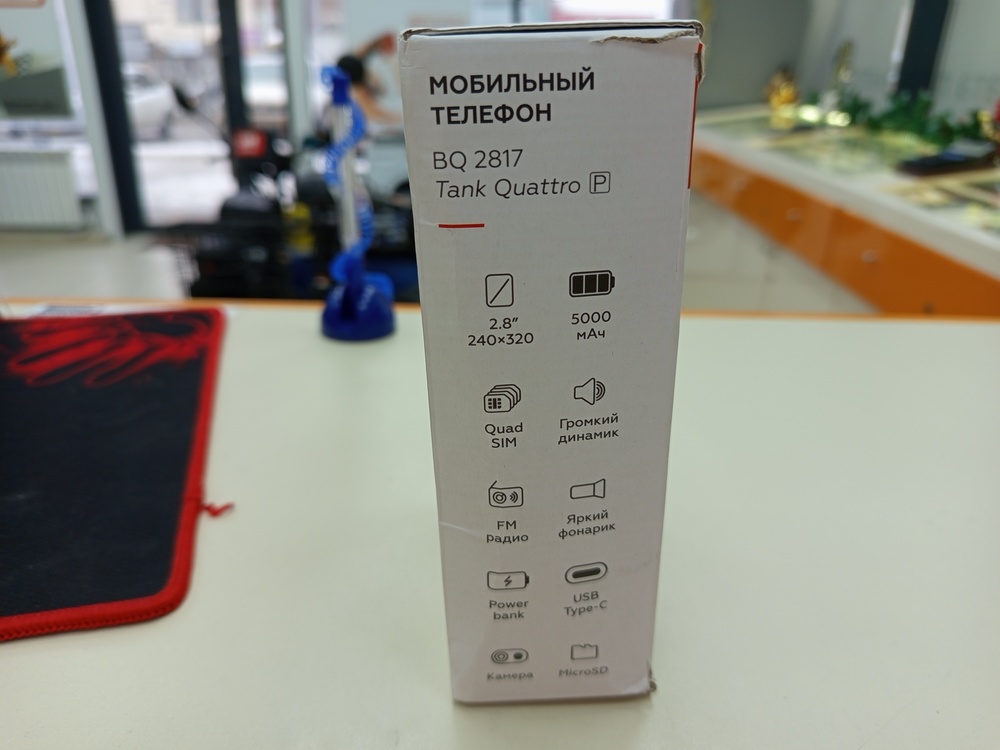 МОБИЛЬНЫЙ
ТЕЛЕФОН
BQ 2817
Tank Quattro P
2.8"
240×320
5000
мАч
Quad
SIM
Громкий
динамик
FM
радио
Яркий
фонарик
Power
bank
USB
Type-C
Камера
MicroSD